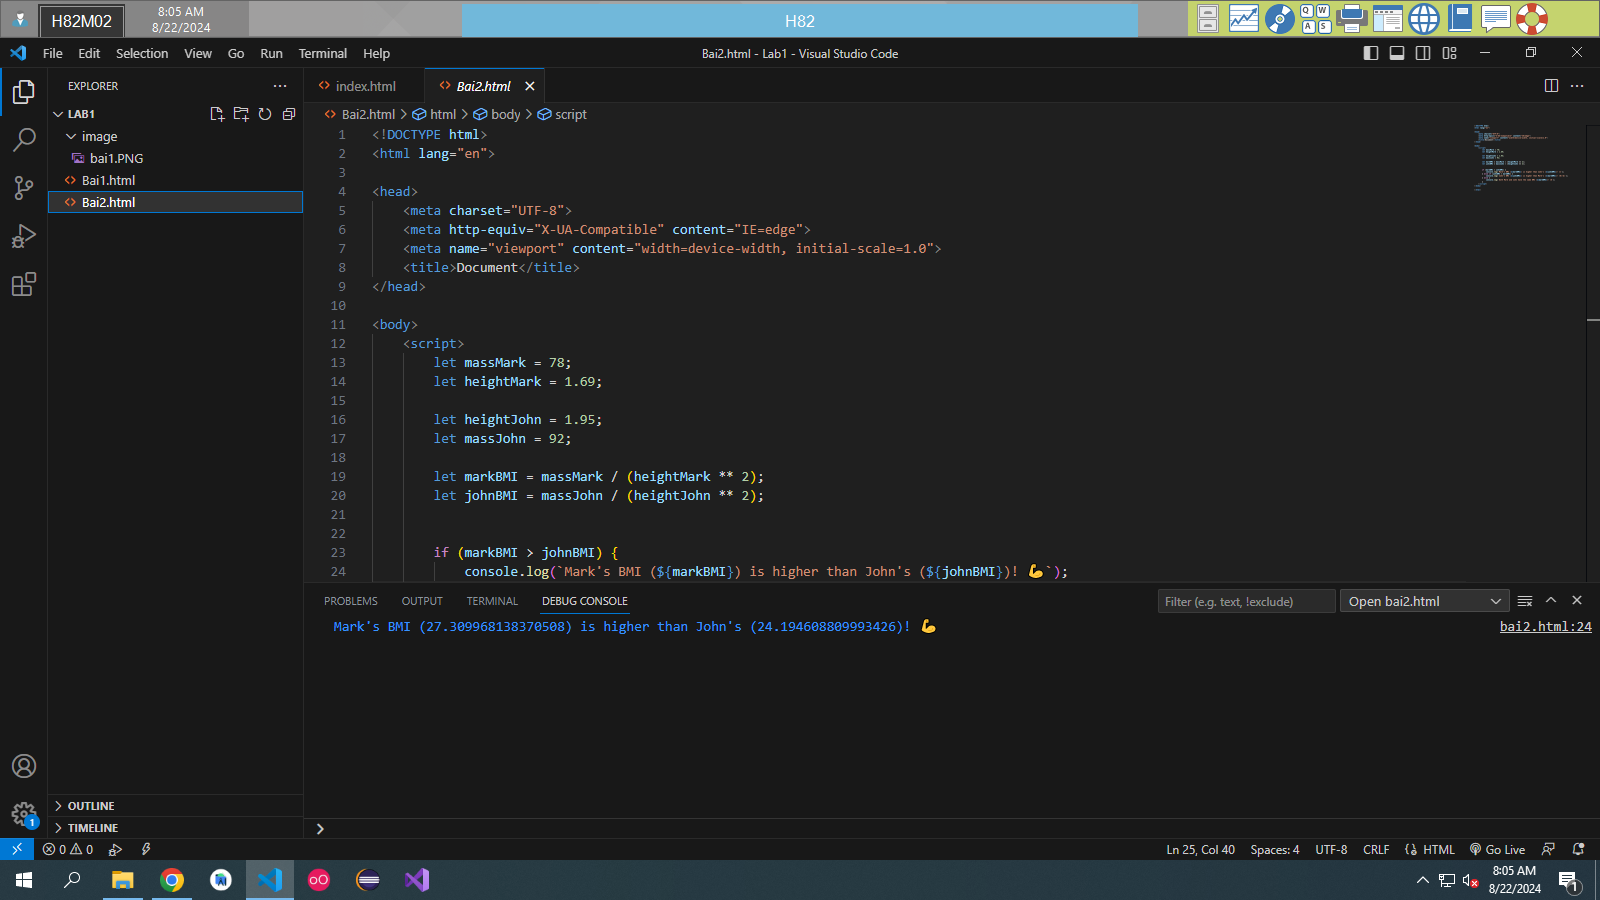 H82M02
8:05 AM
8/22/2024
H82
Q W
A S
File Edit Selection View Go Run Terminal Help
Bai2.html - Lab1 - Visual Studio Code
EXPLORER
LAB1
image
bai1.PNG
Bai1.html
Bai2.html
OUTLINE
TIMELINE
index.html
Bai2.html
Bai2.html > html > body > script
1 <!DOCTYPE html>
2 <html lang="en">
3
4 <head>
5 <meta charset="UTF-8">
6 <meta http-equiv="X-UA-Compatible" content="IE=edge">
7 <meta name="viewport" content="width=device-width, initial-scale=1.0">
8 <title>Document</title>
9 </head>
10
11 <body>
12 <script>
13 let massMark = 78;
14 let heightMark = 1.69;
15
16 let heightJohn = 1.95;
17 let massJohn = 92;
18
19 let markBMI = massMark / (heightMark ** 2);
20 let johnBMI = massJohn / (heightJohn ** 2);
21
22
23 if (markBMI > johnBMI) {
24 console.log(`Mark's BMI (${markBMI}) is higher than John's (${johnBMI})! 💪`);
PROBLEMS OUTPUT TERMINAL DEBUG CONSOLE
Filter (e.g. text, !exclude)
Open bai2.html
Mark's BMI (27.309968138370508) is higher than John's (24.194608809993426)! 💪
bai2.html:24
1
0 0
Ln 25, Col 40 Spaces: 4 UTF-8 CRLF HTML Go Live
8:05 AM
8/22/2024
1